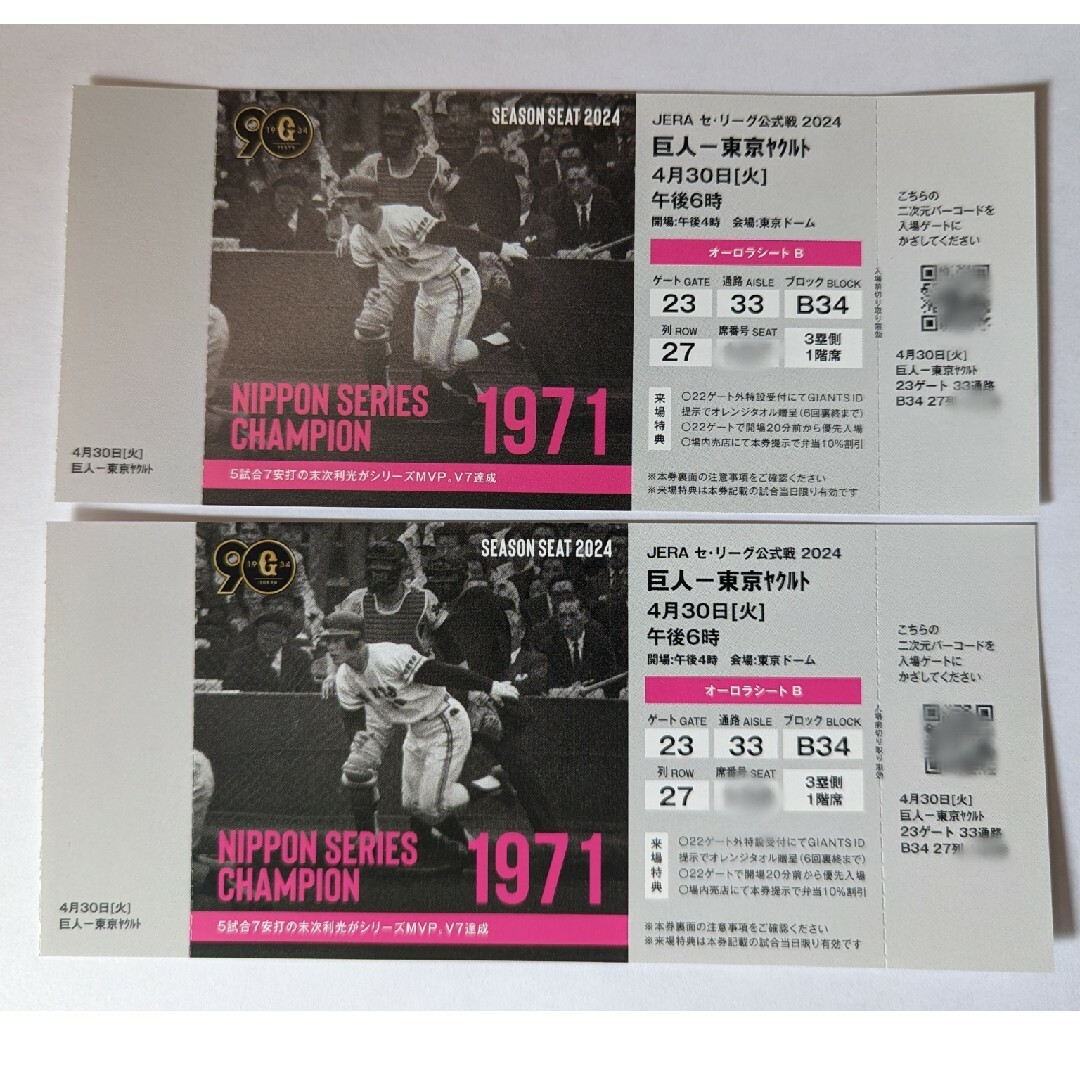 90
19 G 34
YEARS
SEASON SEAT 2024
NIPPON SERIES
CHAMPION
1971
5試合7安打の末次利光がシリーズMVP。V7達成
4月30日[火]
巨人ー東京ヤクルト
JERA セ・リーグ公式戦 2024
巨人ー東京ヤクルト
4月30日[火]
午後6時
開場:午後4時 会場:東京ドーム
オーロラシート B
ゲート GATE 通路 AISLE ブロック BLOCK
23 33 B34
列 ROW 席番号 SEAT
27
3塁側
1階席
来場特典
○22ゲート外特設受付にてGIANTS ID
提示でオレンジタオル贈呈(6回裏終まで)
○22ゲートで開場20分前から優先入場
○場内売店にて本券提示で弁当10%割引
※本券裏面の注意事項をご確認ください
※来場特典は本券記載の試合当日限り有効です
こちらの
二次元バーコードを
入場ゲートに
かざしてください
4月30日(火)
巨人ー東京ヤクルト
23ゲート 33通路
B34 27列
90
19 G 34
SEASON SEAT 2024
NIPPON SERIES
CHAMPION
1971
5試合7安打の末次利光がシリーズMVP。V7達成
4月30日[火]
巨人ー東京ヤクルト
JERA セ・リーグ公式戦 2024
巨人ー東京ヤクルト
4月30日[火]
午後6時
開場:午後4時 会場:東京ドーム
オーロラシート B
ゲート GATE 通路 AISLE ブロック BLOCK
23 33 B34
列 ROW 席番号 SEAT
27
3塁側
1階席
来場特典
○22ゲート外特設受付にてGIANTS ID
提示でオレンジタオル贈呈(6回裏終まで)
○22ゲートで開場20分前から優先入場
○場内売店にて本券提示で弁当10%割引
※本券裏面の注意事項をご確認ください
※来場特典は本券記載の試合当日限り有効です
こちらの
二次元バーコードを
入場ゲートに
かざしてください
4月30日[火]
巨人ー東京ヤクルト
23ゲート 33通路
B34 27列